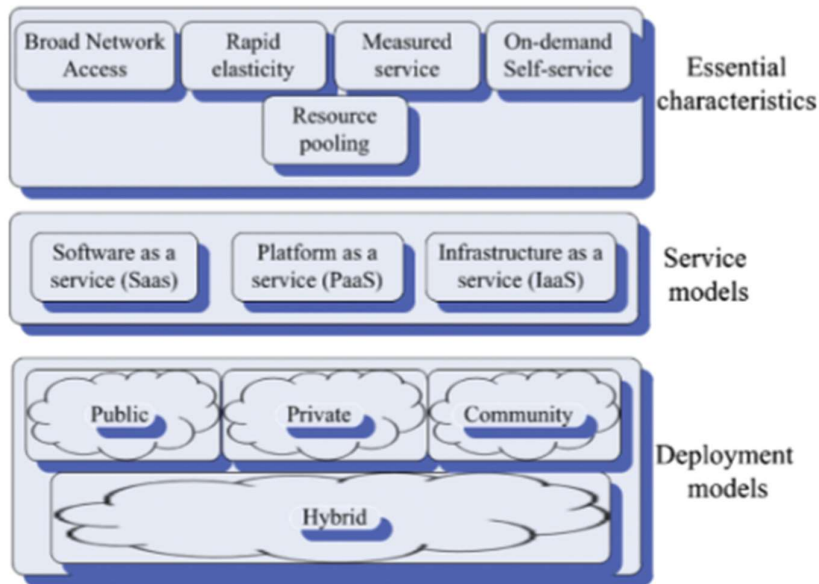 Broad Network
Access
Rapid
elasticity
Measured
service
On-demand
Self-service
Resource
pooling
Essential
characteristics
Software as a
service (Saas)
Platform as a
service (PaaS)
Infrastructure as a
service (IaaS)
Service
models
Public
Private
Community
Hybrid
Deployment
models